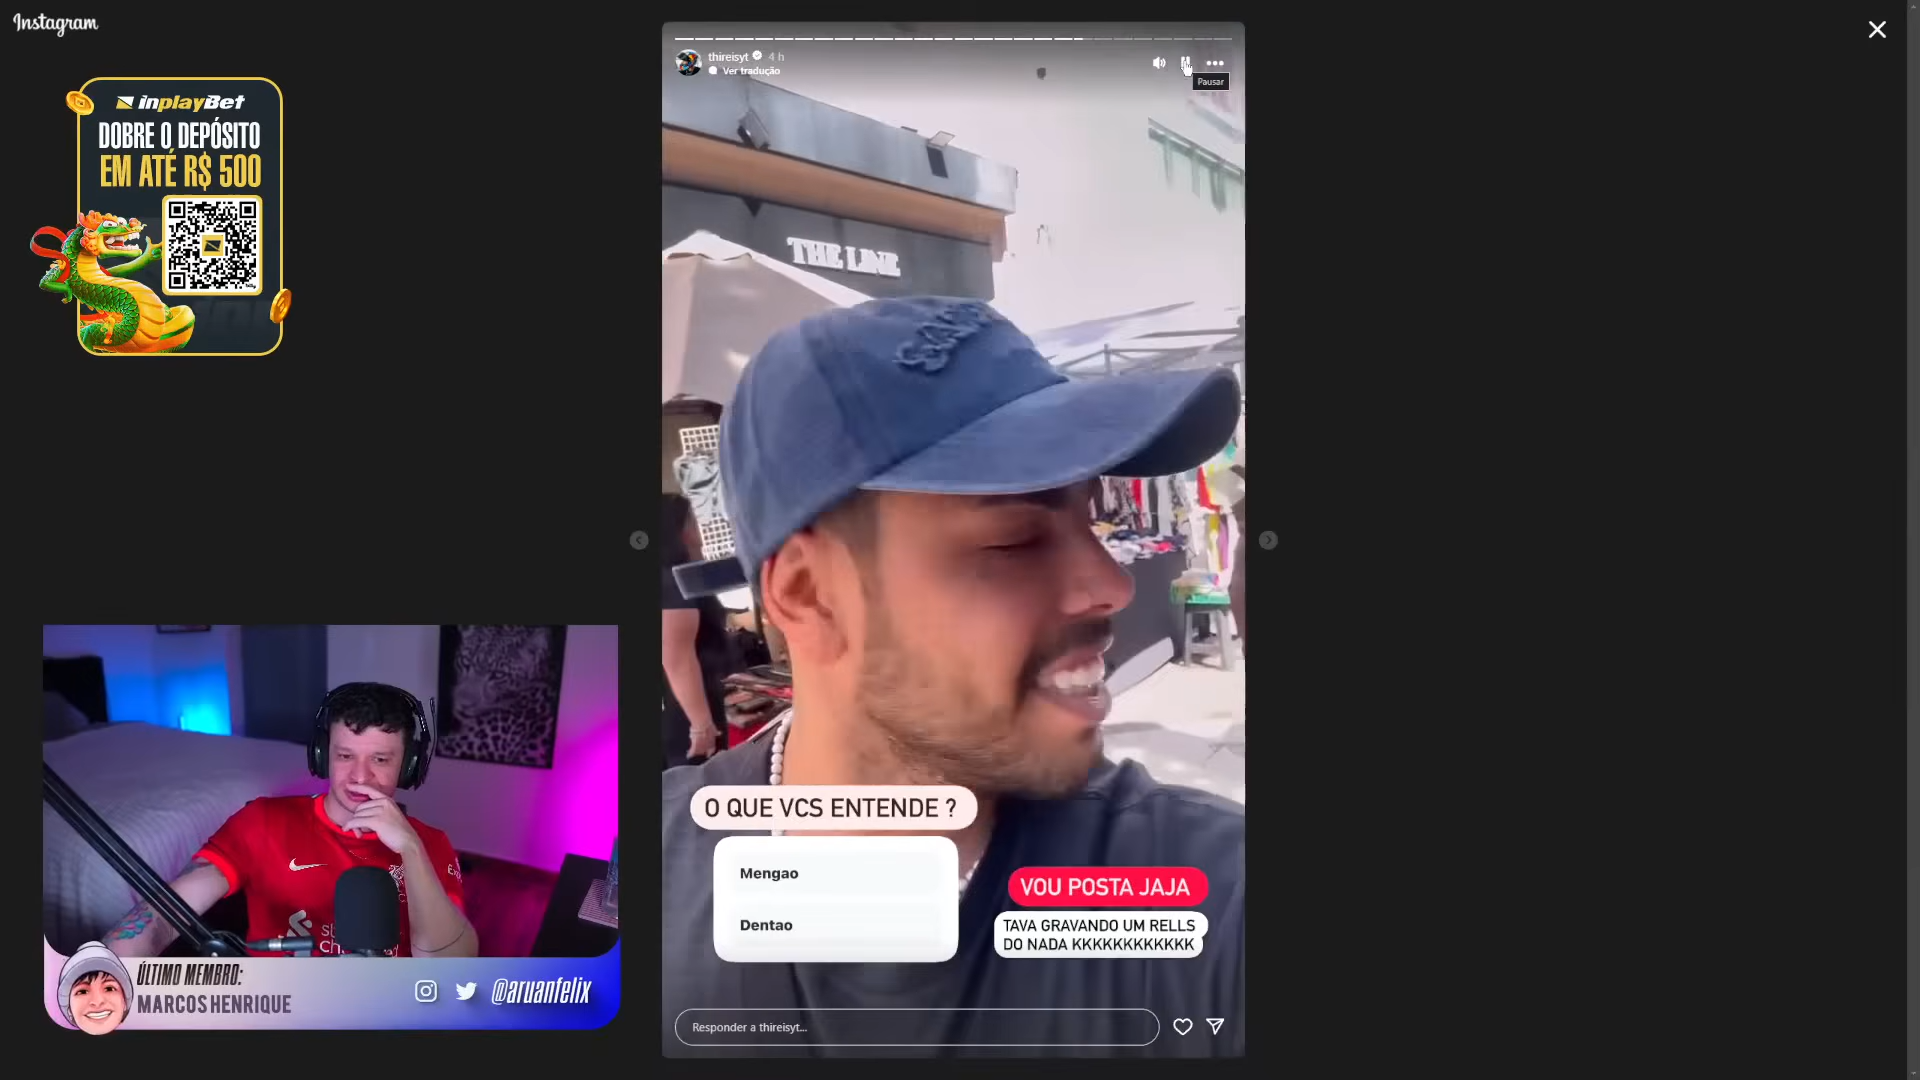 Instagram
thireisyt 4 h
Ver tradução
Pausar
inplayBet
DOBRE O DEPÓSITO
EM ATÉ R$ 500
THE LINE
O QUE VCS ENTENDE ?
Mengao
Dentao
VOU POSTA JAJA
TAVA GRAVANDO UM RELLS
DO NADA KKKKKKKKKKKK
Responder a thireisyt...
ÚLTIMO MEMBRO:
MARCOS HENRIQUE
@aruanfelix